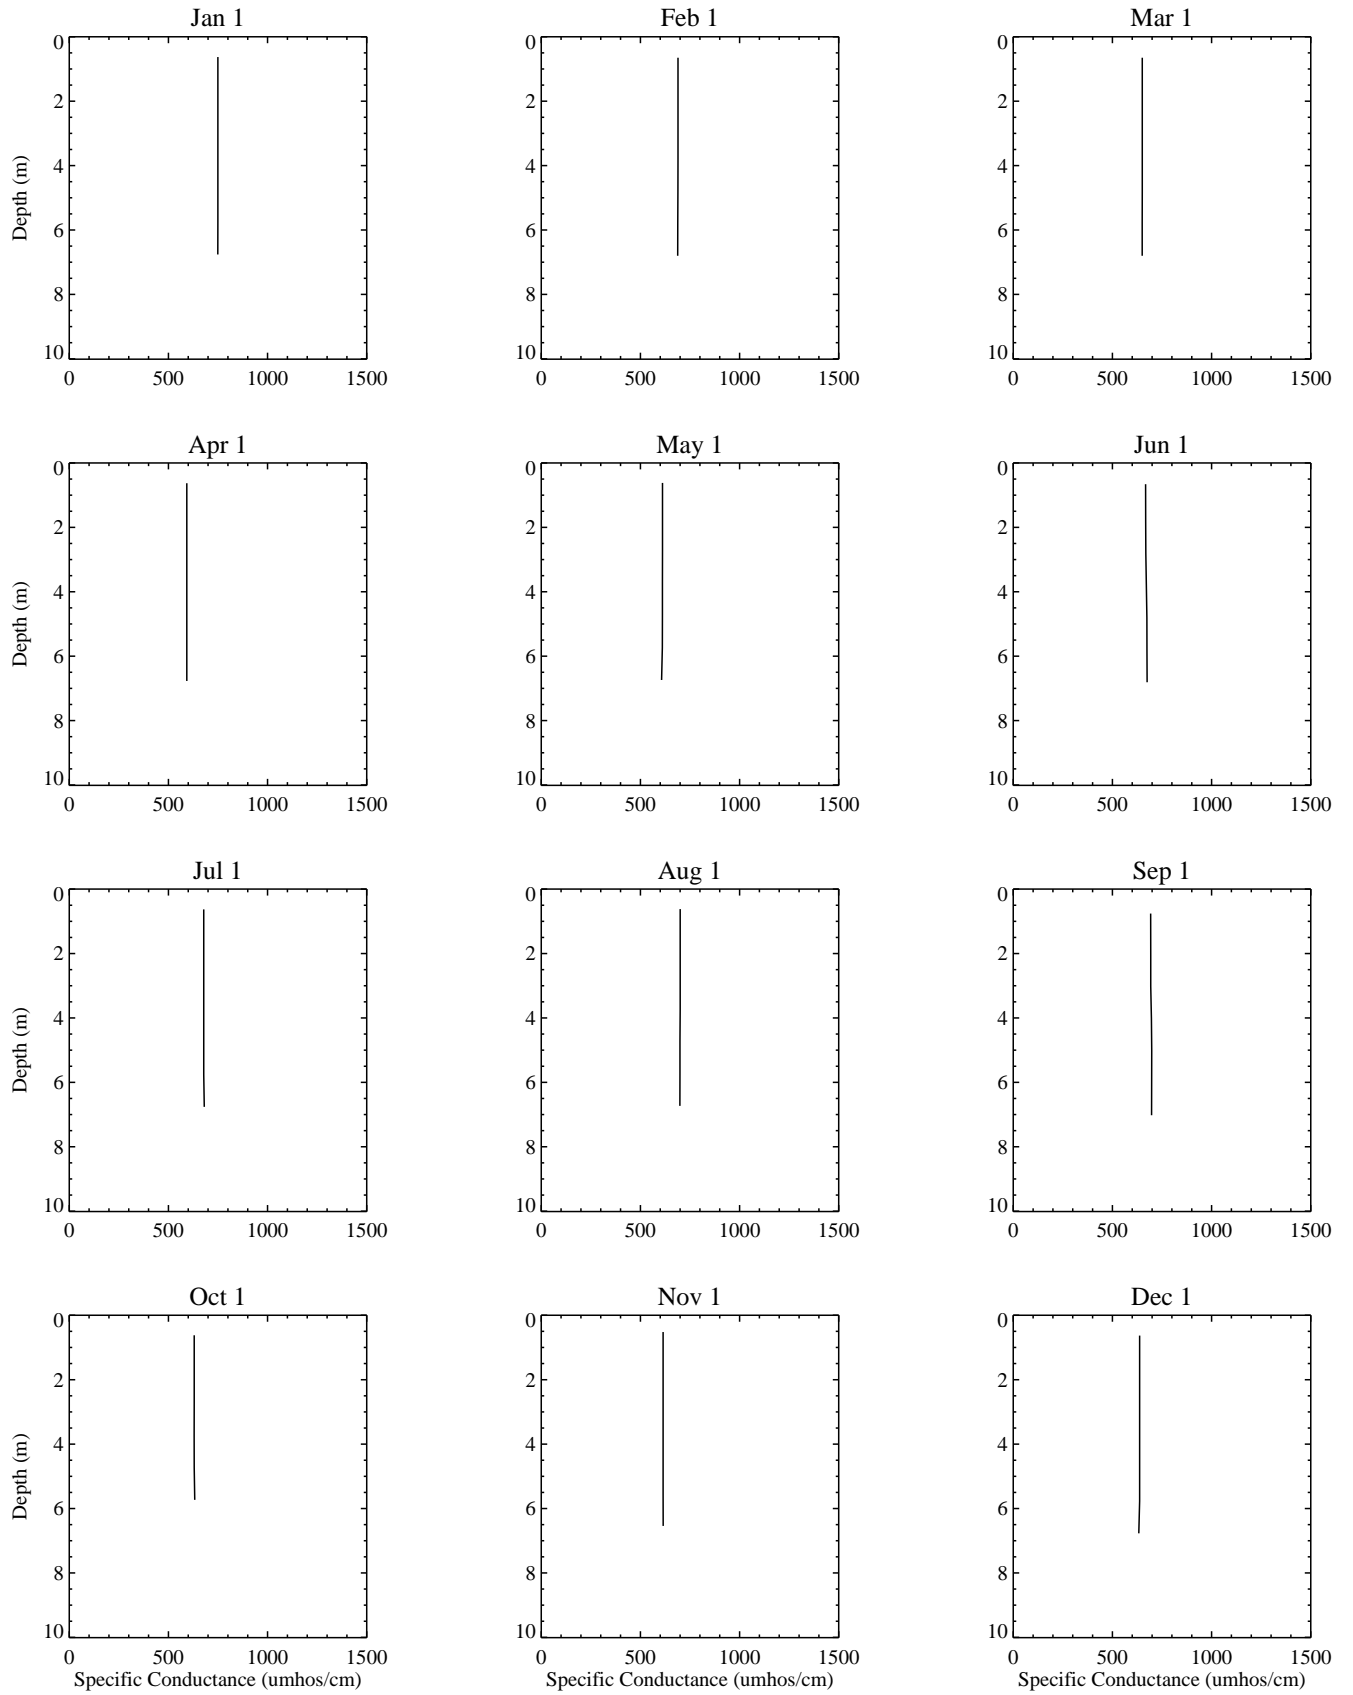 Jan 1 Feb 1 Mar 1
0 0 0
2 2 2
4 4 4
Depth (m)
6 6 6
8 8 8
10 10 10
0 500 1000 1500 0 500 1000 1500 0 500 1000 1500
Apr 1 May 1 Jun 1
0 0 0
2 2 2
4 4 4
Depth (m)
6 6 6
8 8 8
10 10 10
0 500 1000 1500 0 500 1000 1500 0 500 1000 1500
Jul 1 Aug 1 Sep 1
0 0 0
2 2 2
4 4 4
Depth (m)
6 6 6
8 8 8
10 10 10
0 500 1000 1500 0 500 1000 1500 0 500 1000 1500
Oct 1 Nov 1 Dec 1
0 0 0
2 2 2
4 4 4
Depth (m)
6 6 6
8 8 8
10 10 10
0 500 1000 1500 0 500 1000 1500 0 500 1000 1500
Specific Conductance (umhos/cm) Specific Conductance (umhos/cm) Specific Conductance (umhos/cm)